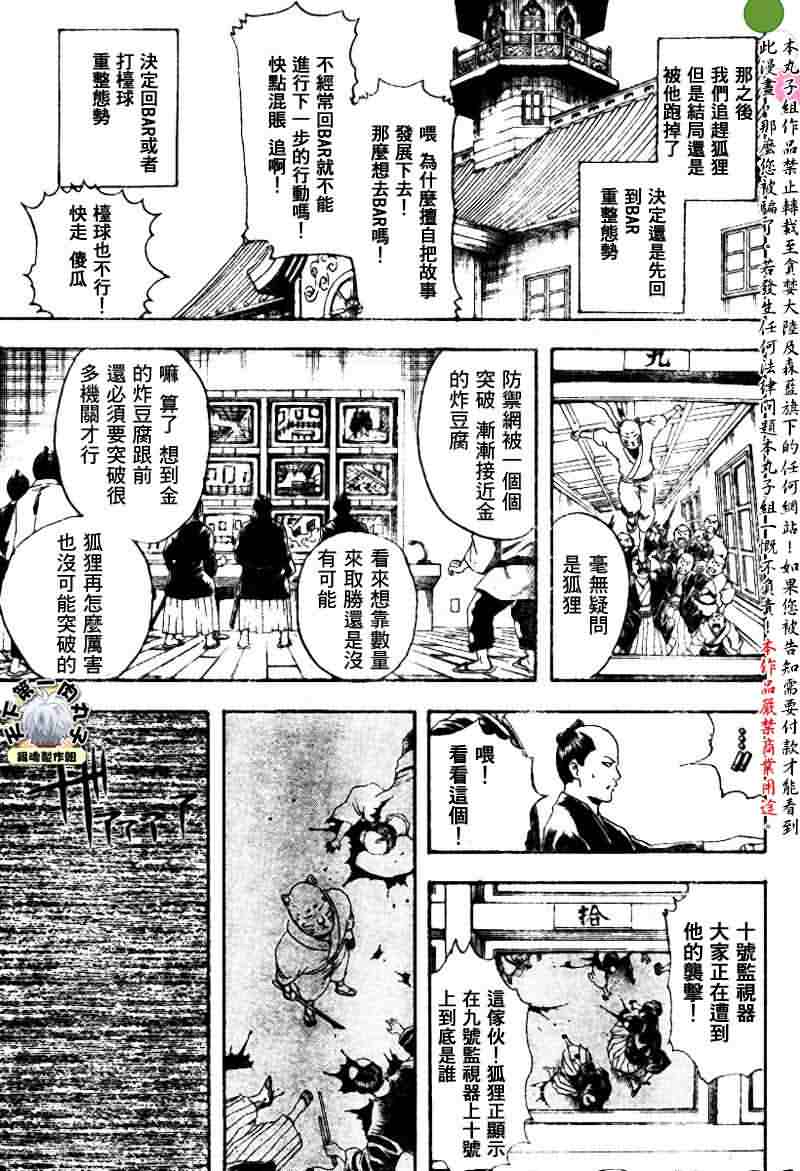 那之後
我們追趕狐狸
但是結局還是
被他跑掉了
決定還是先回
到BAR
重整態勢
喂 為什麼擅自把故事
發展下去！
那麼想去BAR嗎！
不經常回BAR就不能
進行下一步的行動嗎！
快點混賬 追啊！
決定回BAR或者
打檯球
重整態勢
檯球也不行！
快走 傻瓜
丸
毫無疑問
是狐狸
防禦網被一個個
突破 漸漸接近金
的炸豆腐
看來想靠數量
來取勝還是沒
有可能
嘛 算了 想到金
的炸豆腐跟前
還必須要突破很
多機關才行
狐狸再怎麼厲害
也沒可能突破的
…!!
喂！
看看這個！
拾
十號監視器
大家正在遭到
他的襲擊！
這傢伙！狐狸正顯示
在九號監視器上十號
上到底是誰
天下第一肉丸子
銀魂製作組
本丸子組作品禁止轉載至貪婪大陸及森藍旗下的任何網站！如果您被告知需要付款才能看到
此漫畫！那麼您被騙了！若發生任何法律問題本丸子組一概不負責！本作品嚴禁商業用途。